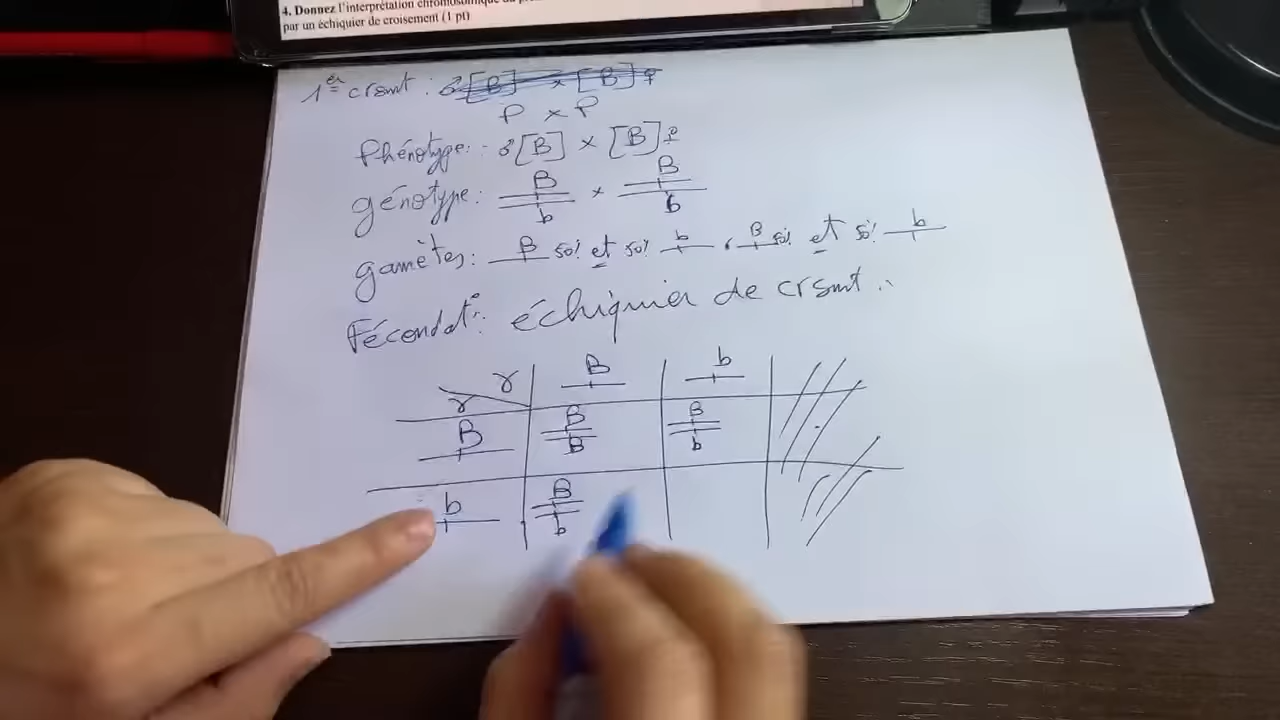 4. Donnez l'interprétation chromosomique du
par un échiquier de croisement (1 pt)
1er crsmt : ♂[B] × [B]♀
P × P
Phénotype: ♂[B] × [B]♀
génotype: B/b × B/b
gamètes: B 50% et 50% b , B 50% et 50% b
Fécondat°: échiquier de crsmt :
γ B b
γ
B B/B B/b
b B/b